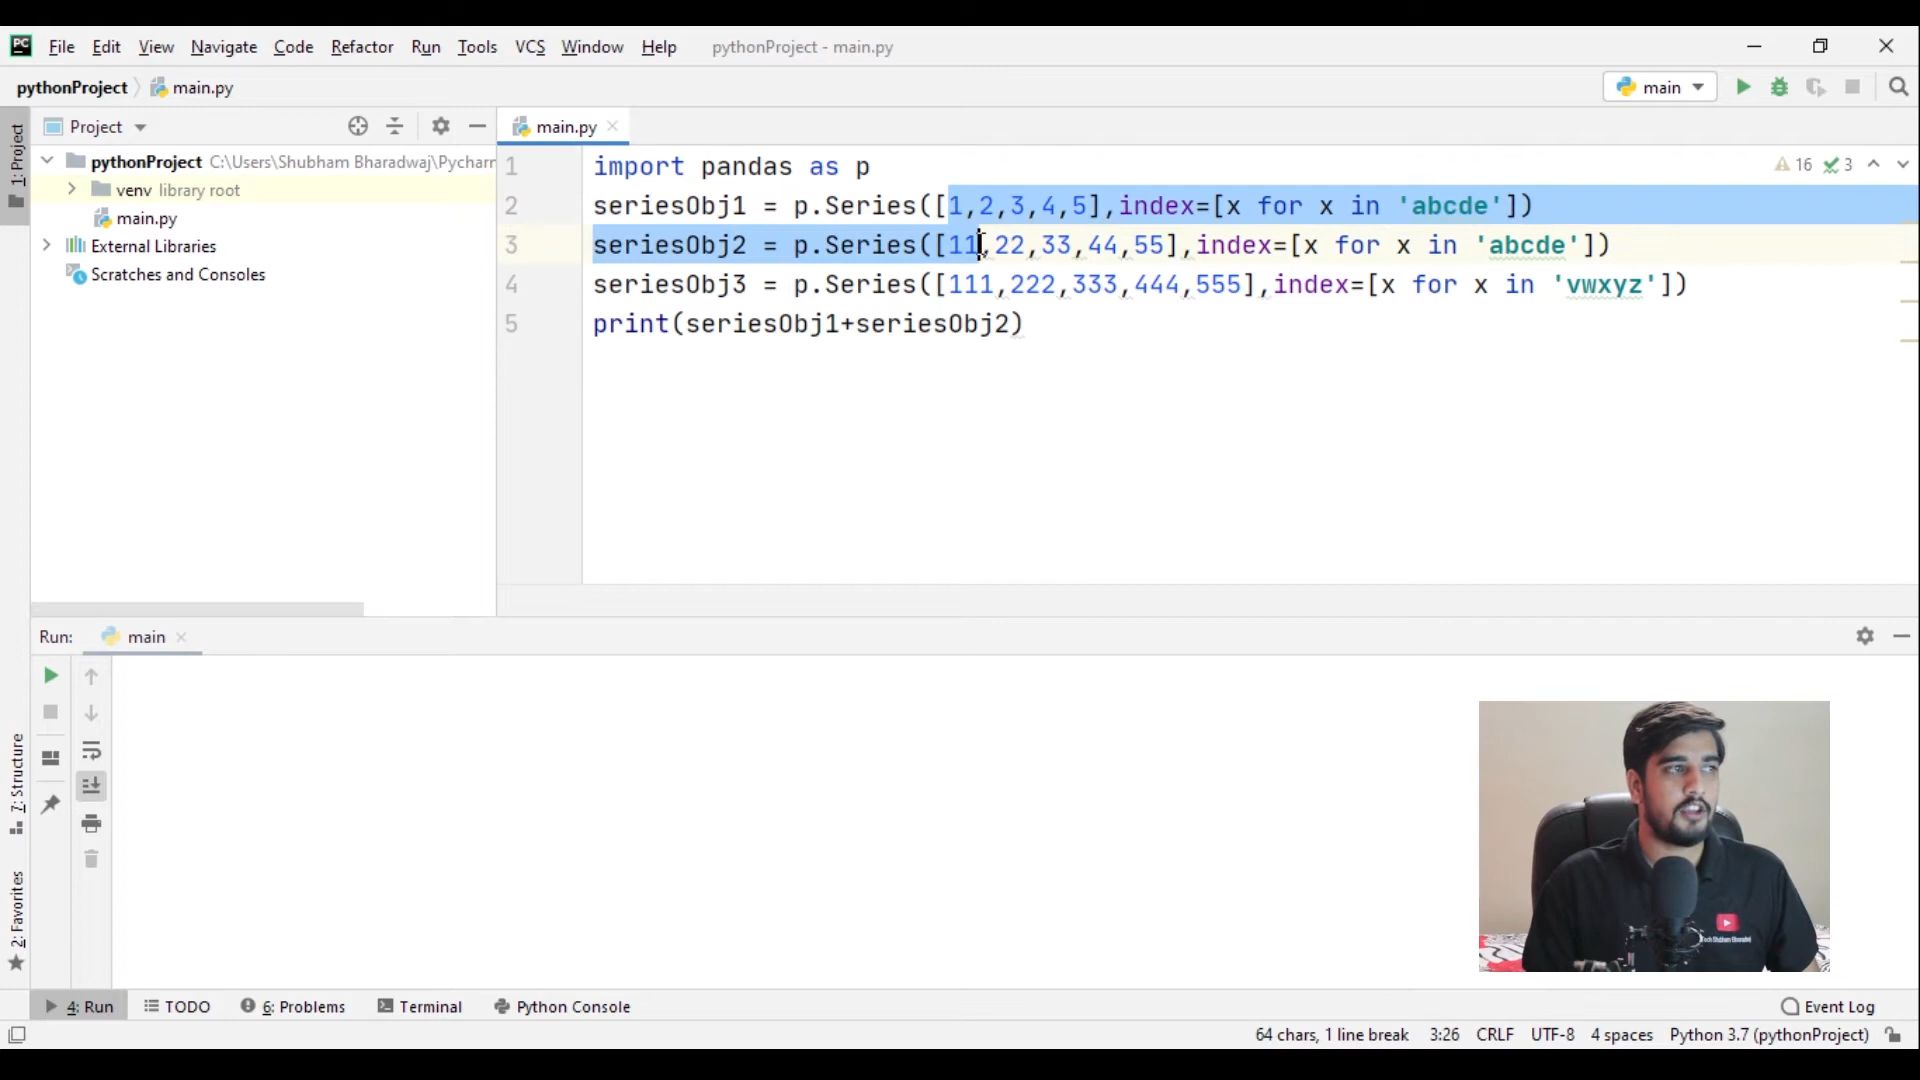 PC File Edit View Navigate Code Refactor Run Tools VCS Window Help pythonProject - main.py
pythonProject main.py main
1: Project
Project
main.py
pythonProject C:\Users\Shubham Bharadwaj\Pycharm
venv library root
main.py
External Libraries
Scratches and Consoles
16 3
1 import pandas as p
2 seriesObj1 = p.Series([1,2,3,4,5],index=[x for x in 'abcde'])
3 seriesObj2 = p.Series([11,22,33,44,55],index=[x for x in 'abcde'])
4 seriesObj3 = p.Series([111,222,333,444,555],index=[x for x in 'vwxyz'])
5 print(seriesObj1+seriesObj2)
Run: main
7: Structure
2: Favorites
Tech Shubham Bharadwaj
4: Run TODO 6: Problems Terminal Python Console Event Log
64 chars, 1 line break 3:26 CRLF UTF-8 4 spaces Python 3.7 (pythonProject)